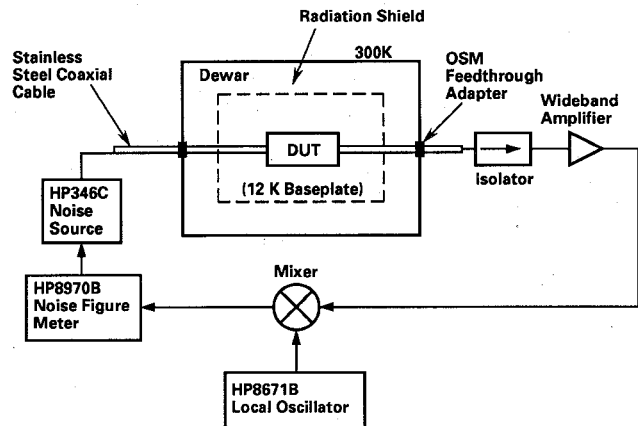 Radiation Shield
Stainless
Steel Coaxial
Cable
300K
Dewar
OSM
Feedthrough
Adapter
Wideband
Amplifier
DUT
(12 K Baseplate)
Isolator
HP346C
Noise
Source
HP8970B
Noise Figure
Meter
Mixer
HP8671B
Local Oscillator